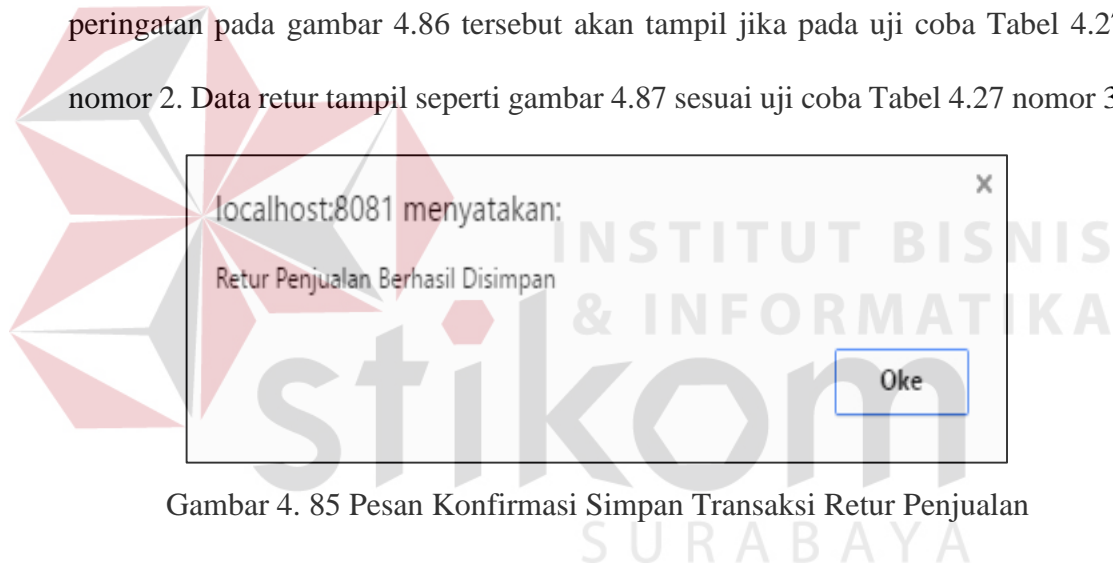 peringatan pada gambar 4.86 tersebut akan tampil jika pada uji coba Tabel 4.27
nomor 2. Data retur tampil seperti gambar 4.87 sesuai uji coba Tabel 4.27 nomor 3
localhost:8081 menyatakan:
×
Retur Penjualan Berhasil Disimpan
Oke
INSTITUT BISNIS
& INFORMATIKA
stikom
SURABAYA
Gambar 4. 85 Pesan Konfirmasi Simpan Transaksi Retur Penjualan